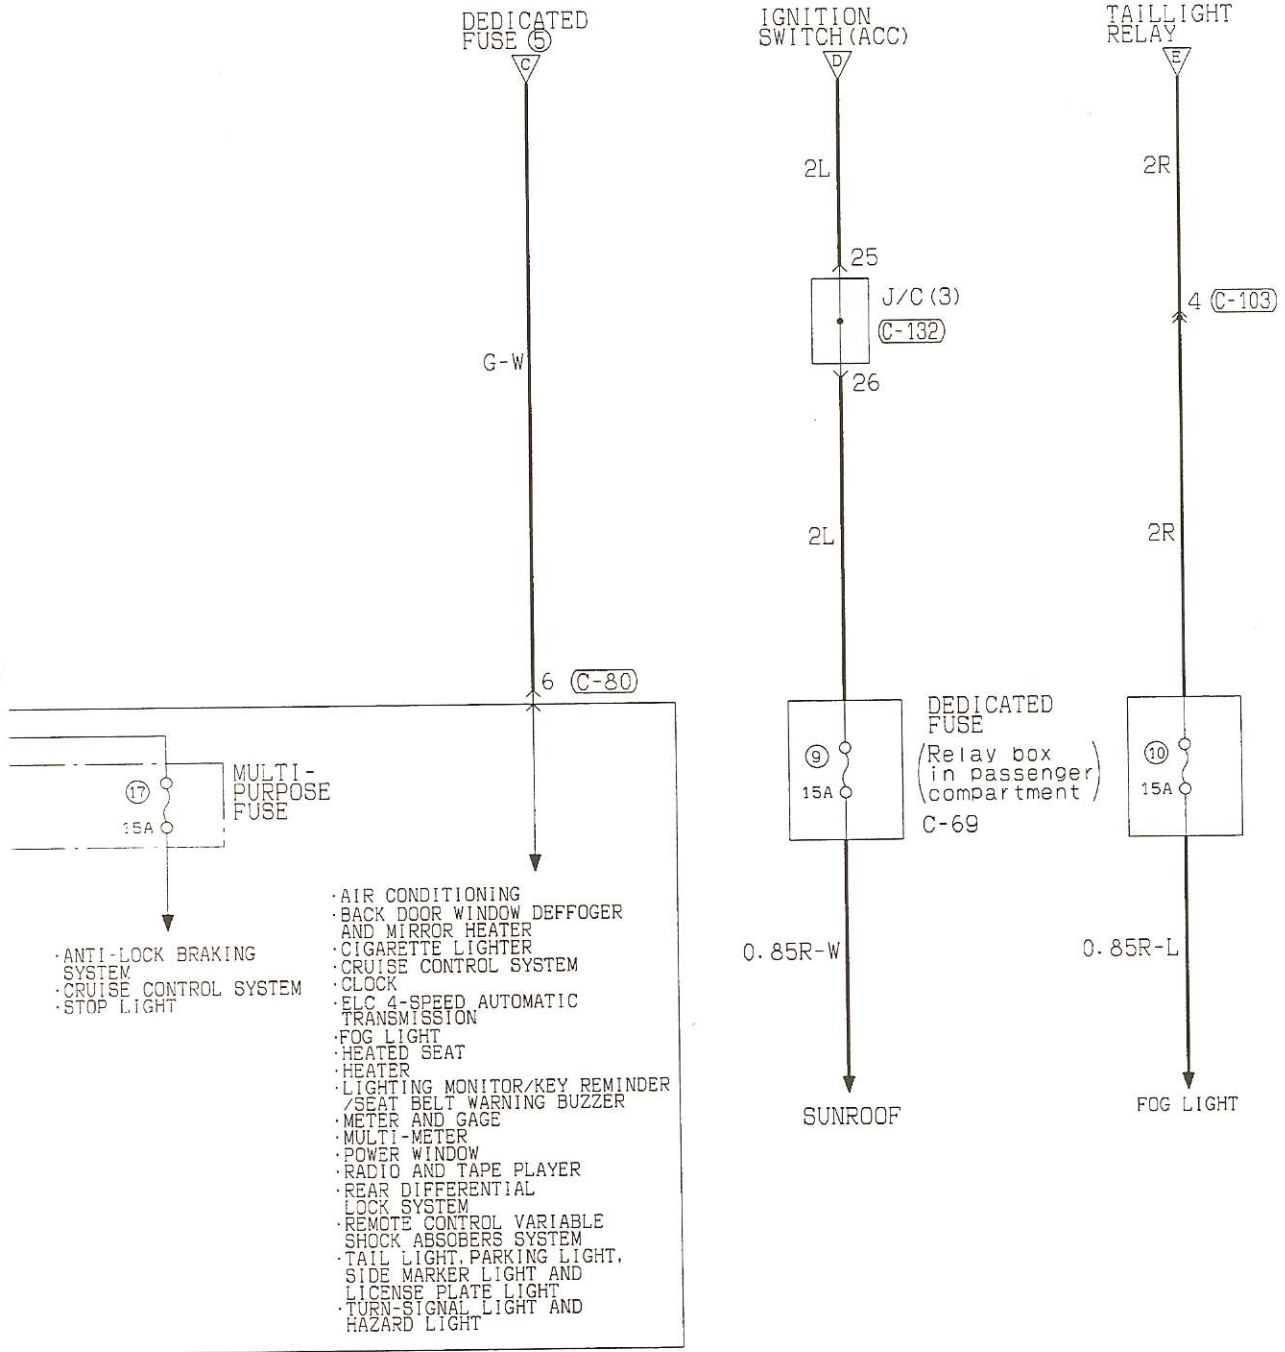 DEDICATED
FUSE ⑤
C
IGNITION
SWITCH (ACC)
D
TAILLIGHT
RELAY
E
2L
2R
25
J/C (3)
C-132
26
4 C-103
G-W
2L
2R
6 C-80
MULTI-
PURPOSE
FUSE
⑰
15A
⑨
15A
DEDICATED
FUSE
(Relay box
in passenger
compartment)
C-69
⑩
15A
·ANTI-LOCK BRAKING
SYSTEM
·CRUISE CONTROL SYSTEM
·STOP LIGHT
·AIR CONDITIONING
·BACK DOOR WINDOW DEFFOGER
AND MIRROR HEATER
·CIGARETTE LIGHTER
·CRUISE CONTROL SYSTEM
·CLOCK
·ELC 4-SPEED AUTOMATIC
TRANSMISSION
·FOG LIGHT
·HEATED SEAT
·HEATER
·LIGHTING MONITOR/KEY REMINDER
/SEAT BELT WARNING BUZZER
·METER AND GAGE
·MULTI-METER
·POWER WINDOW
·RADIO AND TAPE PLAYER
·REAR DIFFERENTIAL
LOCK SYSTEM
·REMOTE CONTROL VARIABLE
SHOCK ABSOBERS SYSTEM
·TAIL LIGHT, PARKING LIGHT,
SIDE MARKER LIGHT AND
LICENSE PLATE LIGHT
·TURN-SIGNAL LIGHT AND
HAZARD LIGHT
0.85R-W
0.85R-L
SUNROOF
FOG LIGHT